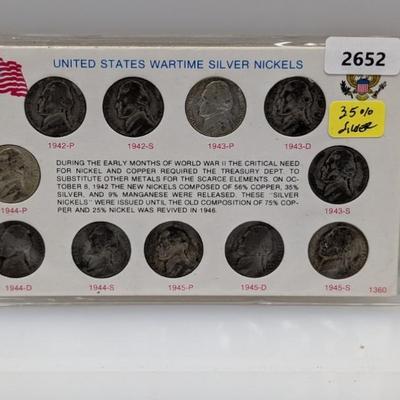 UNITED STATES WARTIME SILVER NICKELS
2652
35%
Silver
1942-P 1942-S 1943-P 1943-D
DURING THE EARLY MONTHS OF WORLD WAR II THE CRITICAL NEED
FOR NICKEL AND COPPER REQUIRED THE TREASURY DEPT. TO
SUBSTITUTE OTHER METALS FOR THE SCARCE ELEMENTS. ON OC-
TOBER 8, 1942 THE NEW NICKELS COMPOSED OF 56% COPPER, 35%
SILVER, AND 9% MANGANESE WERE RELEASED. THESE "SILVER
NICKELS" WERE ISSUED UNTIL THE OLD COMPOSITION OF 75% COP-
PER AND 25% NICKEL WAS REVIVED IN 1946.
1944-P 1943-S
1944-D 1944-S 1945-P 1945-D 1945-S 1360